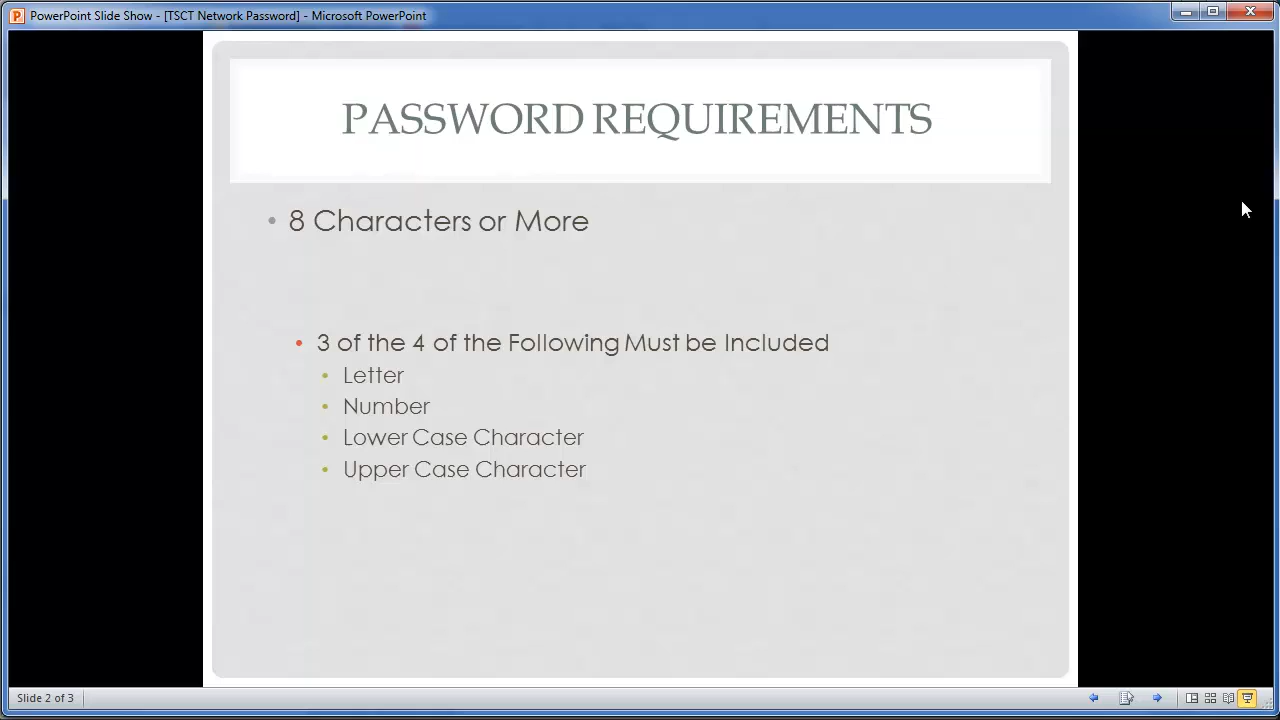 PowerPoint Slide Show - [TSCT Network Password] - Microsoft PowerPoint
PASSWORD REQUIREMENTS
• 8 Characters or More
• 3 of the 4 of the Following Must be Included
• Letter
• Number
• Lower Case Character
• Upper Case Character
Slide 2 of 3